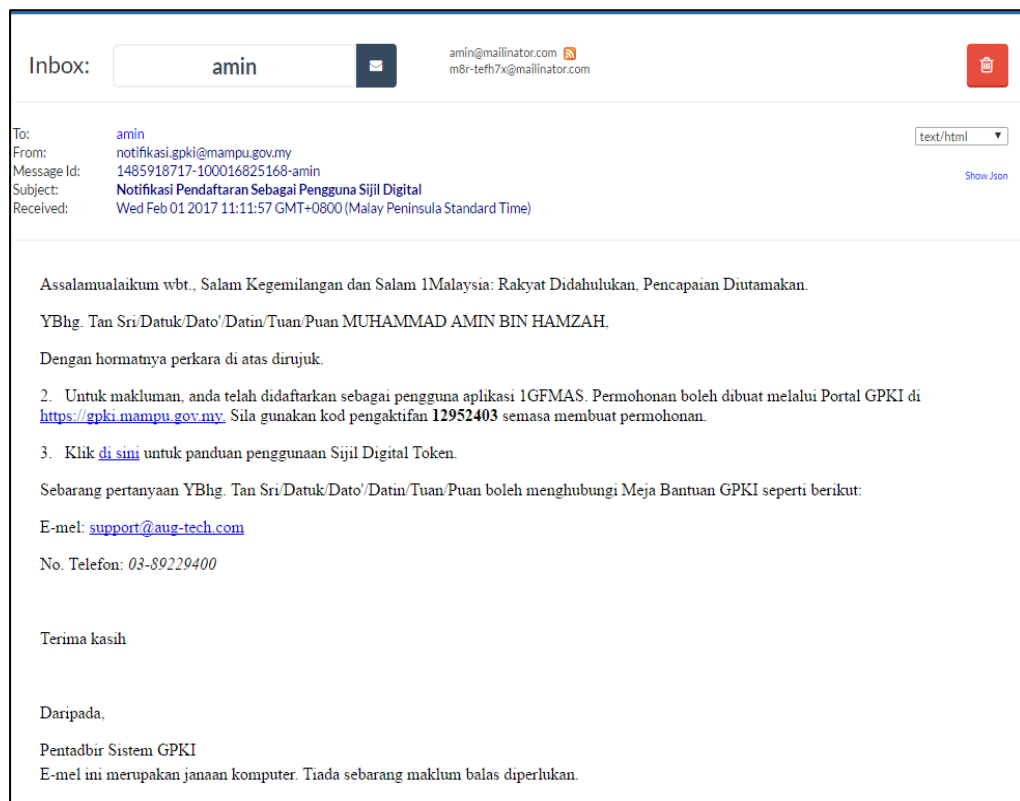 Inbox:
amin
amin@mailinator.com
m8r-tefh7x@mailinator.com
To: amin
text/html
From: notifikasi.gpki@mampu.gov.my
Message Id: 1485918717-100016825168-amin
Show Json
Subject: Notifikasi Pendaftaran Sebagai Pengguna Sijil Digital
Received: Wed Feb 01 2017 11:11:57 GMT+0800 (Malay Peninsula Standard Time)
Assalamualaikum wbt., Salam Kegemilangan dan Salam 1Malaysia: Rakyat Didahulukan, Pencapaian Diutamakan.
YBhg. Tan Sri/Datuk/Dato'/Datin/Tuan/Puan MUHAMMAD AMIN BIN HAMZAH,
Dengan hormatnya perkara di atas dirujuk.
2. Untuk makluman, anda telah didaftarkan sebagai pengguna aplikasi 1GFMAS. Permohonan boleh dibuat melalui Portal GPKI di
https://gpki.mampu.gov.my. Sila gunakan kod pengaktifan 12952403 semasa membuat permohonan.
3. Klik di sini untuk panduan penggunaan Sijil Digital Token.
Sebarang pertanyaan YBhg. Tan Sri/Datuk/Dato'/Datin/Tuan/Puan boleh menghubungi Meja Bantuan GPKI seperti berikut:
E-mel: support@aug-tech.com
No. Telefon: 03-89229400
Terima kasih
Daripada,
Pentadbir Sistem GPKI
E-mel ini merupakan janaan komputer. Tiada sebarang maklum balas diperlukan.